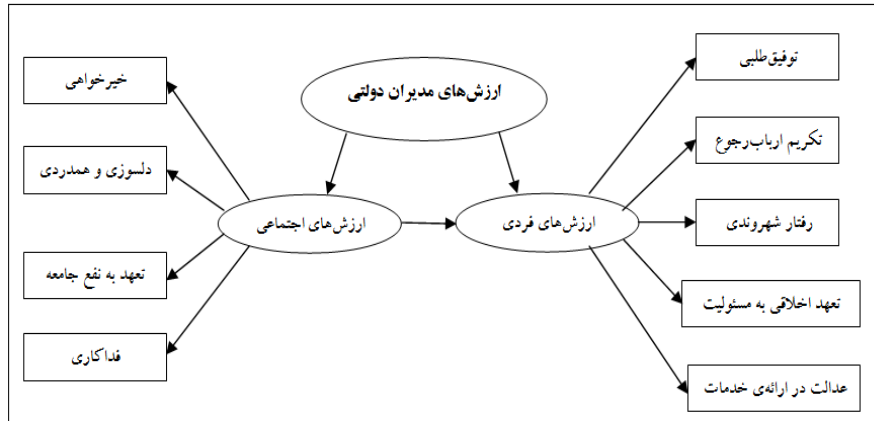 ارزش‌های مدیران دولتی
توفیق‌طلبی
خیرخواهی
تکریم ارباب‌رجوع
دلسوزی و همدردی
رفتار شهروندی
ارزش‌های فردی
ارزش‌های اجتماعی
تعهد به نفع جامعه
تعهد اخلاقی به مسئولیت
فداکاری
عدالت در ارائه‌ی خدمات